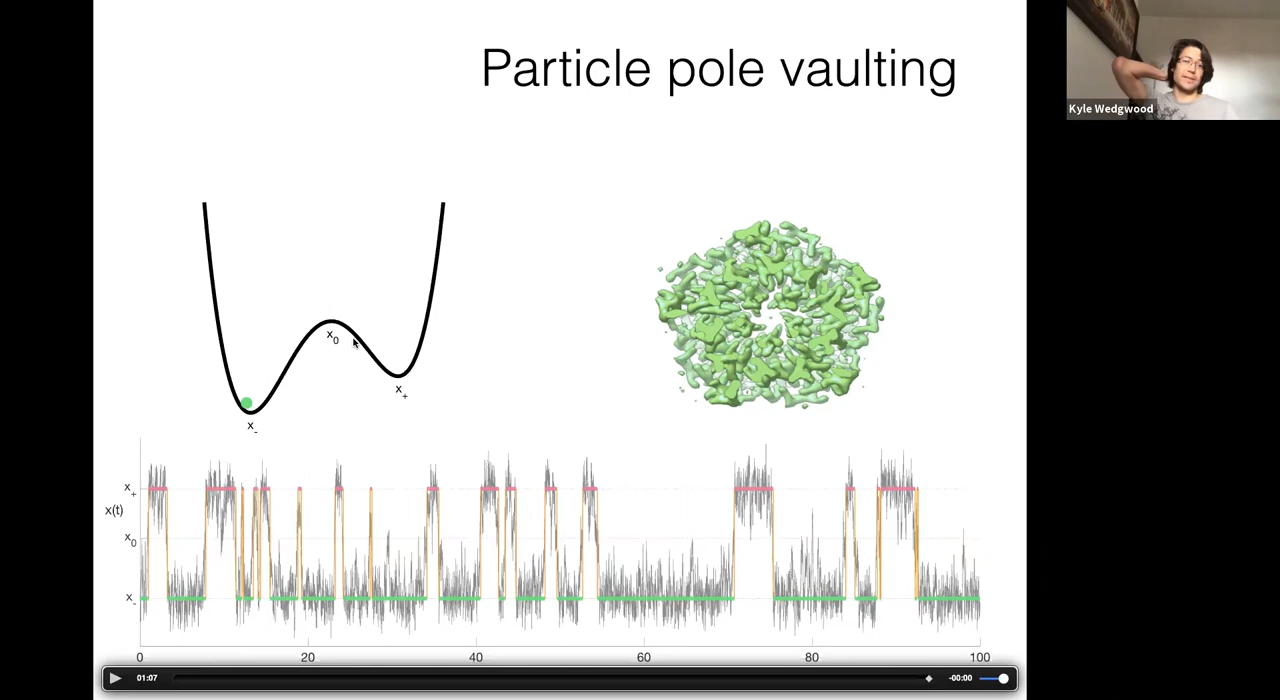 Particle pole vaulting
Kyle Wedgwood
x0
x+
x-
x+
x(t)
x0
x-
0 20 40 60 80 100
01:07 -00:00